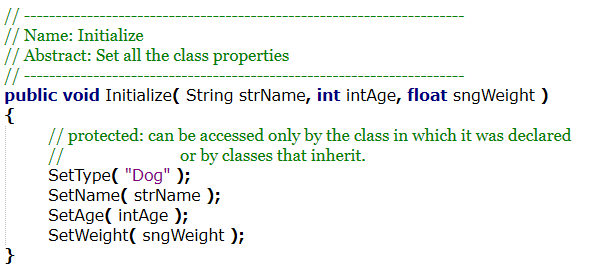 // ----------------------------------------------------------------------
// Name: Initialize
// Abstract: Set all the class properties
// ----------------------------------------------------------------------
public void Initialize( String strName, int intAge, float sngWeight )
{
// protected: can be accessed only by the class in which it was declared
// or by classes that inherit.
SetType( "Dog" );
SetName( strName );
SetAge( intAge );
SetWeight( sngWeight );
}